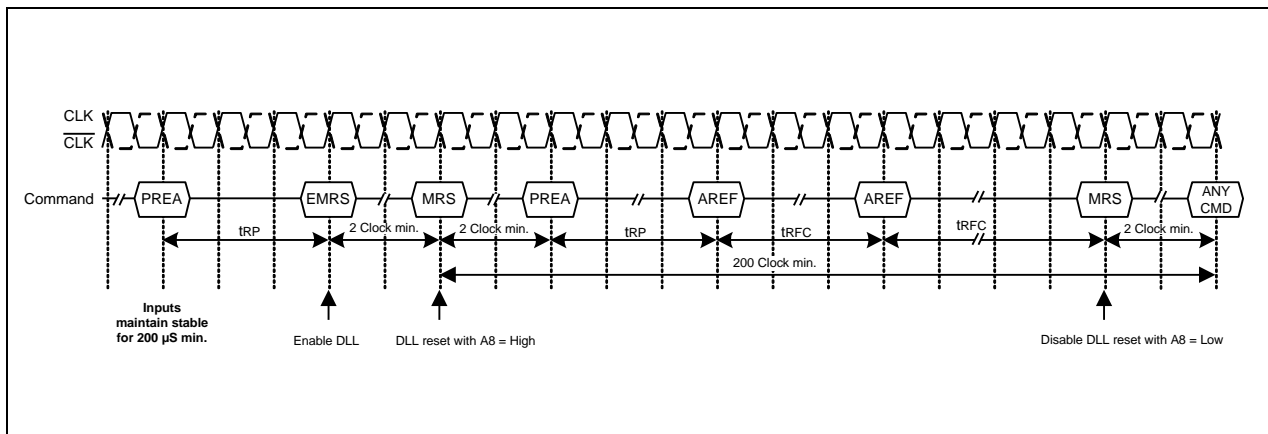 CLK
CLK
Command
PREA
EMRS
MRS
PREA
AREF
AREF
MRS
ANY
CMD
tRP
2 Clock min.
2 Clock min.
tRP
tRFC
tRFC
2 Clock min.
200 Clock min.
Inputs
maintain stable
for 200 µS min.
Enable DLL
DLL reset with A8 = High
Disable DLL reset with A8 = Low